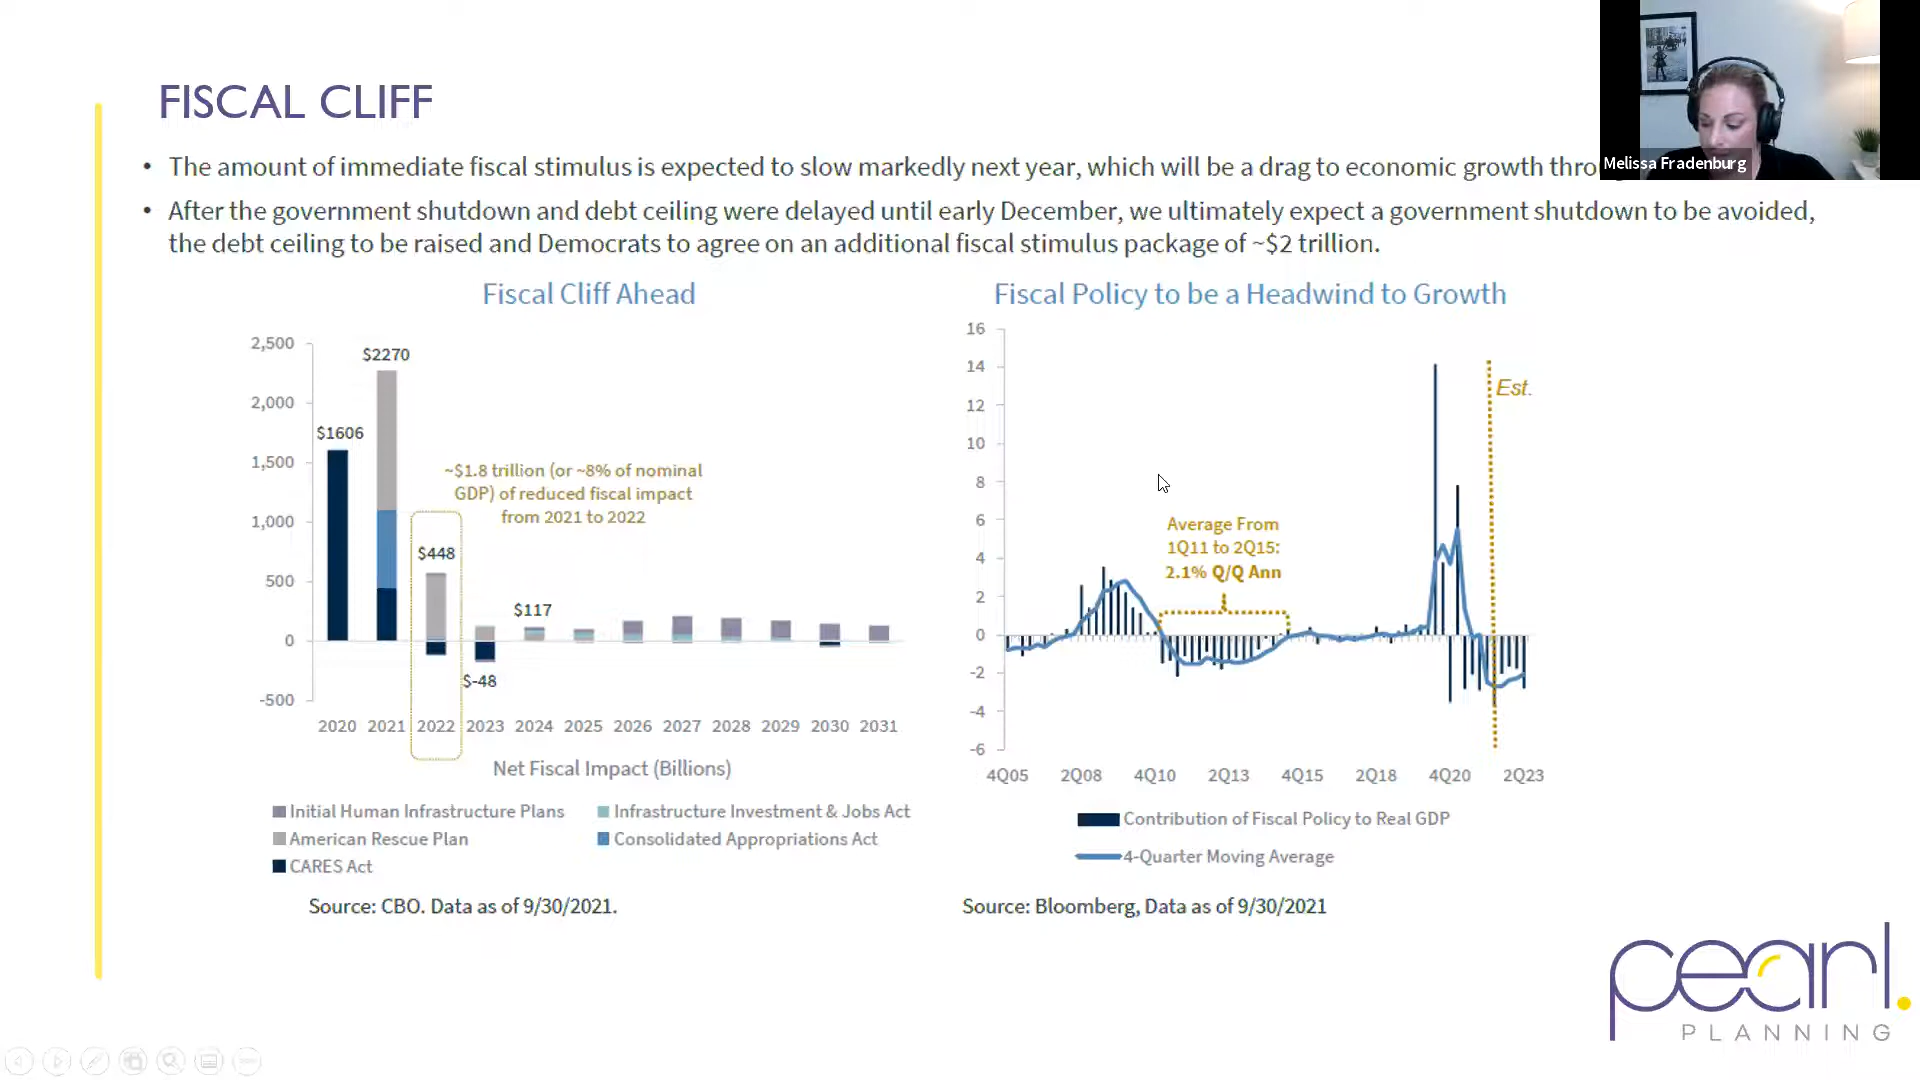 FISCAL CLIFF
Melissa Fradenburg
• The amount of immediate fiscal stimulus is expected to slow markedly next year, which will be a drag to economic growth
• After the government shutdown and debt ceiling were delayed until early December, we ultimately expect a government shutdown to be avoided,
the debt ceiling to be raised and Democrats to agree on an additional fiscal stimulus package of ~$2 trillion.
Fiscal Cliff Ahead
2,500
2,000
1,500
1,000
500
0
-500
$1606
$2270
$448
$-48
$117
~$1.8 trillion (or ~8% of nominal
GDP) of reduced fiscal impact
from 2021 to 2022
2020 2021 2022 2023 2024 2025 2026 2027 2028 2029 2030 2031
Net Fiscal Impact (Billions)
Initial Human Infrastructure Plans
Infrastructure Investment & Jobs Act
American Rescue Plan
Consolidated Appropriations Act
CARES Act
Source: CBO. Data as of 9/30/2021.
Fiscal Policy to be a Headwind to Growth
16
14
12
10
8
6
4
2
0
-2
-4
-6
Est.
Average From
1Q11 to 2Q15:
2.1% Q/Q Ann
4Q05 2Q08 4Q10 2Q13 4Q15 2Q18 4Q20 2Q23
Contribution of Fiscal Policy to Real GDP
4-Quarter Moving Average
Source: Bloomberg, Data as of 9/30/2021
pearl.
PLANNING